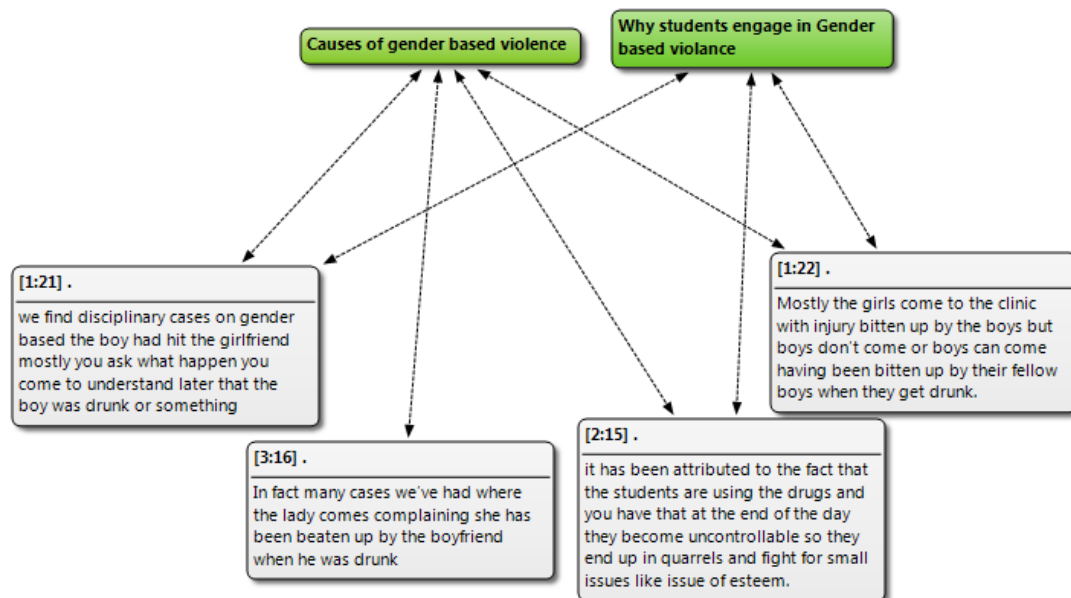 Causes of gender based violence
Why students engage in Gender
based violance
[1:21] .
we find disciplinary cases on gender
based the boy had hit the girlfriend
mostly you ask what happen you
come to understand later that the
boy was drunk or something
[1:22] .
Mostly the girls come to the clinic
with injury bitten up by the boys but
boys don't come or boys can come
having been bitten up by their fellow
boys when they get drunk.
[3:16] .
In fact many cases we've had where
the lady comes complaining she has
been beaten up by the boyfriend
when he was drunk
[2:15] .
it has been attributed to the fact that
the students are using the drugs and
you have that at the end of the day
they become uncontrollable so they
end up in quarrels and fight for small
issues like issue of esteem.